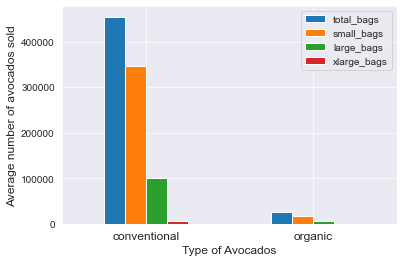 total_bags
small_bags
large_bags
xlarge_bags
Average number of avocados sold
400000
300000
200000
100000
0
conventional
organic
Type of Avocados